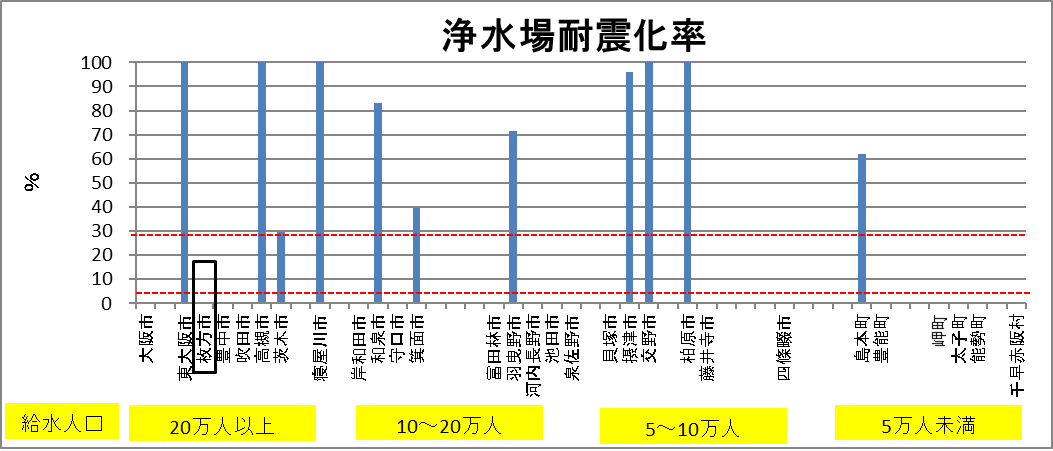 浄水場耐震化率
%
100
90
80
70
60
50
40
30
20
10
0
大阪市
東大阪市
枚方市
豊中市
吹田市
高槻市
茨木市
寝屋川市
岸和田市
和泉市
守口市
箕面市
富田林市
羽曳野市
河内長野市
池田市
泉佐野市
貝塚市
摂津市
交野市
柏原市
藤井寺市
四條畷市
島本町
豊能町
岬町
太子町
能勢町
千早赤阪村
給水人口
20万人以上
10～20万人
5～10万人
5万人未満